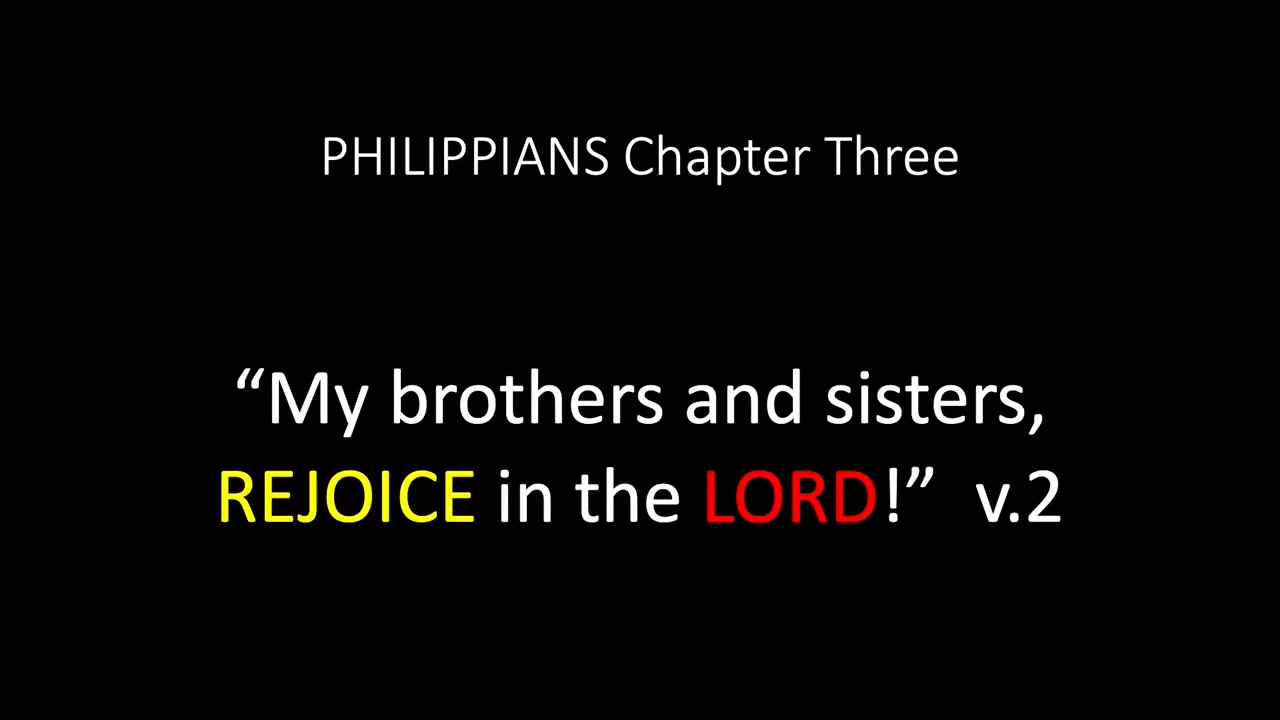 PHILIPPIANS Chapter Three
“My brothers and sisters,
REJOICE in the LORD!” v.2